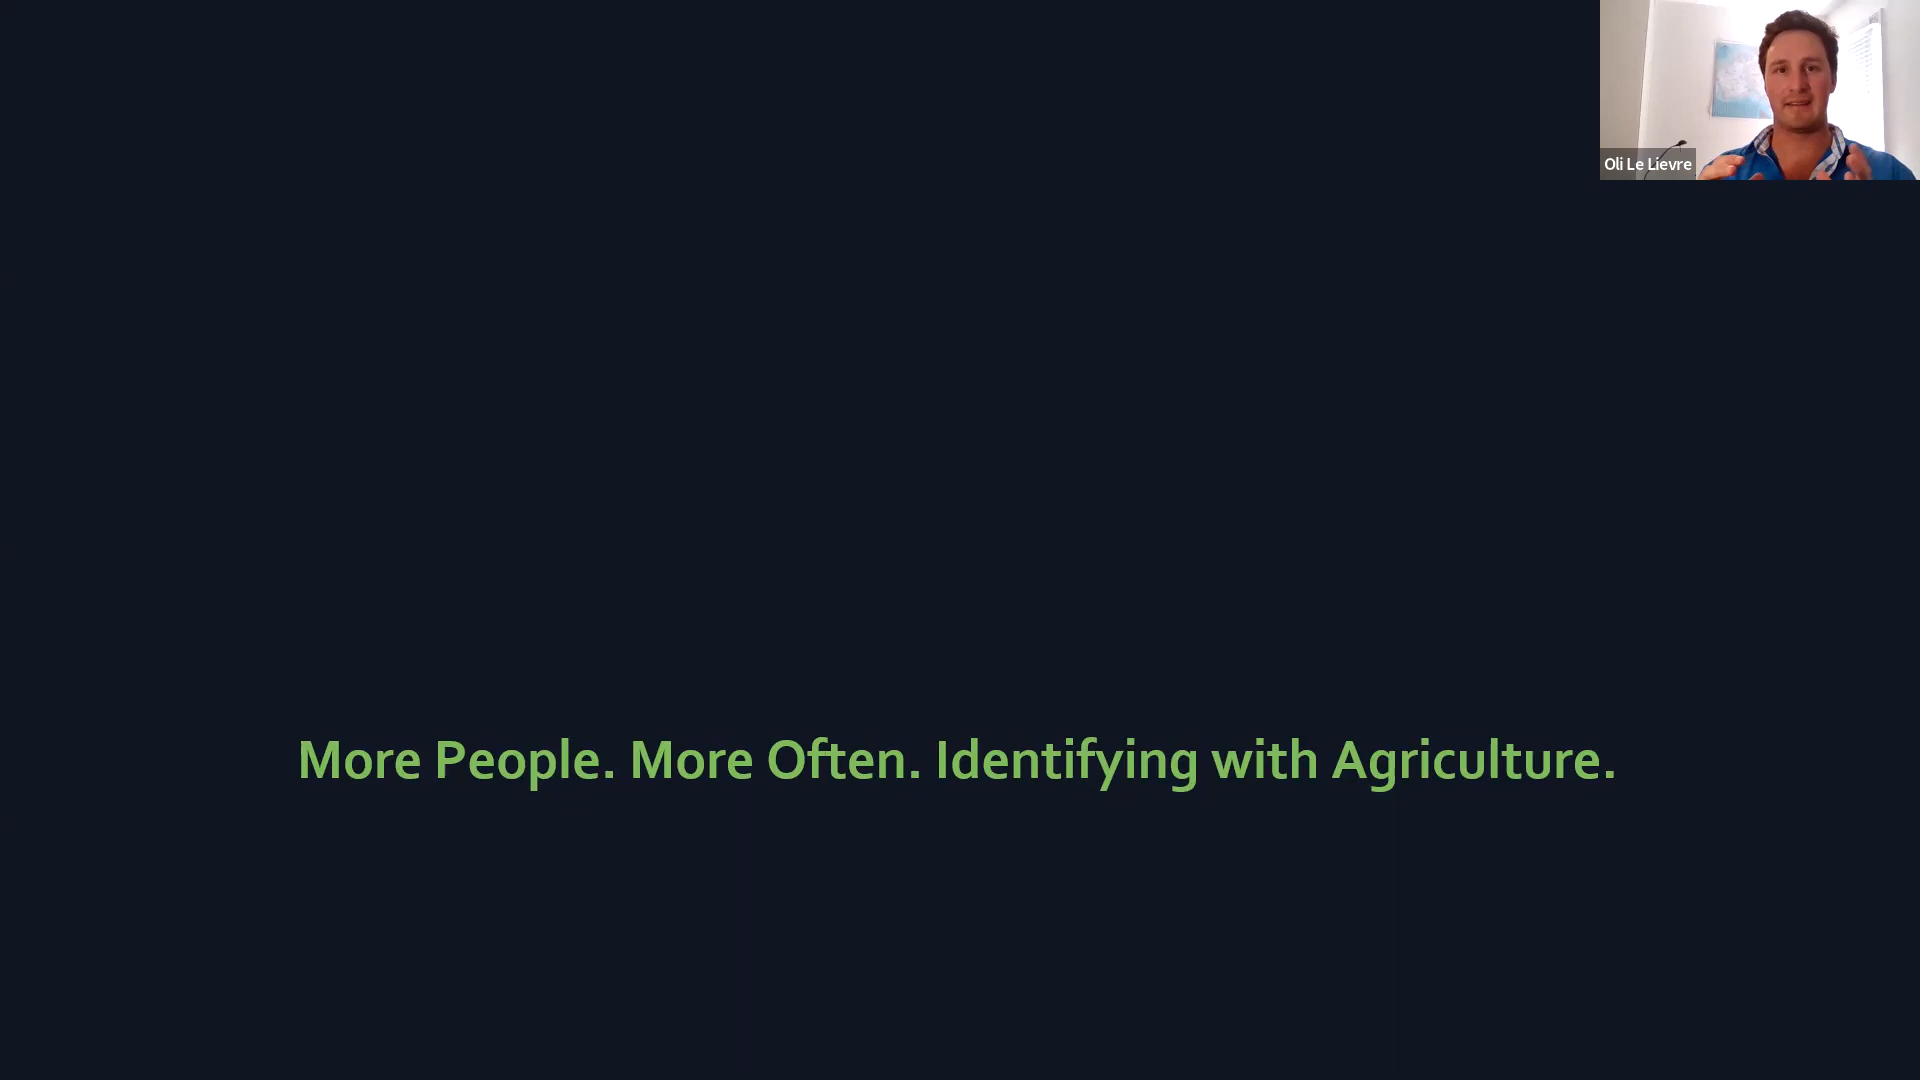 Oli Le Lievre
More People. More Often. Identifying with Agriculture.